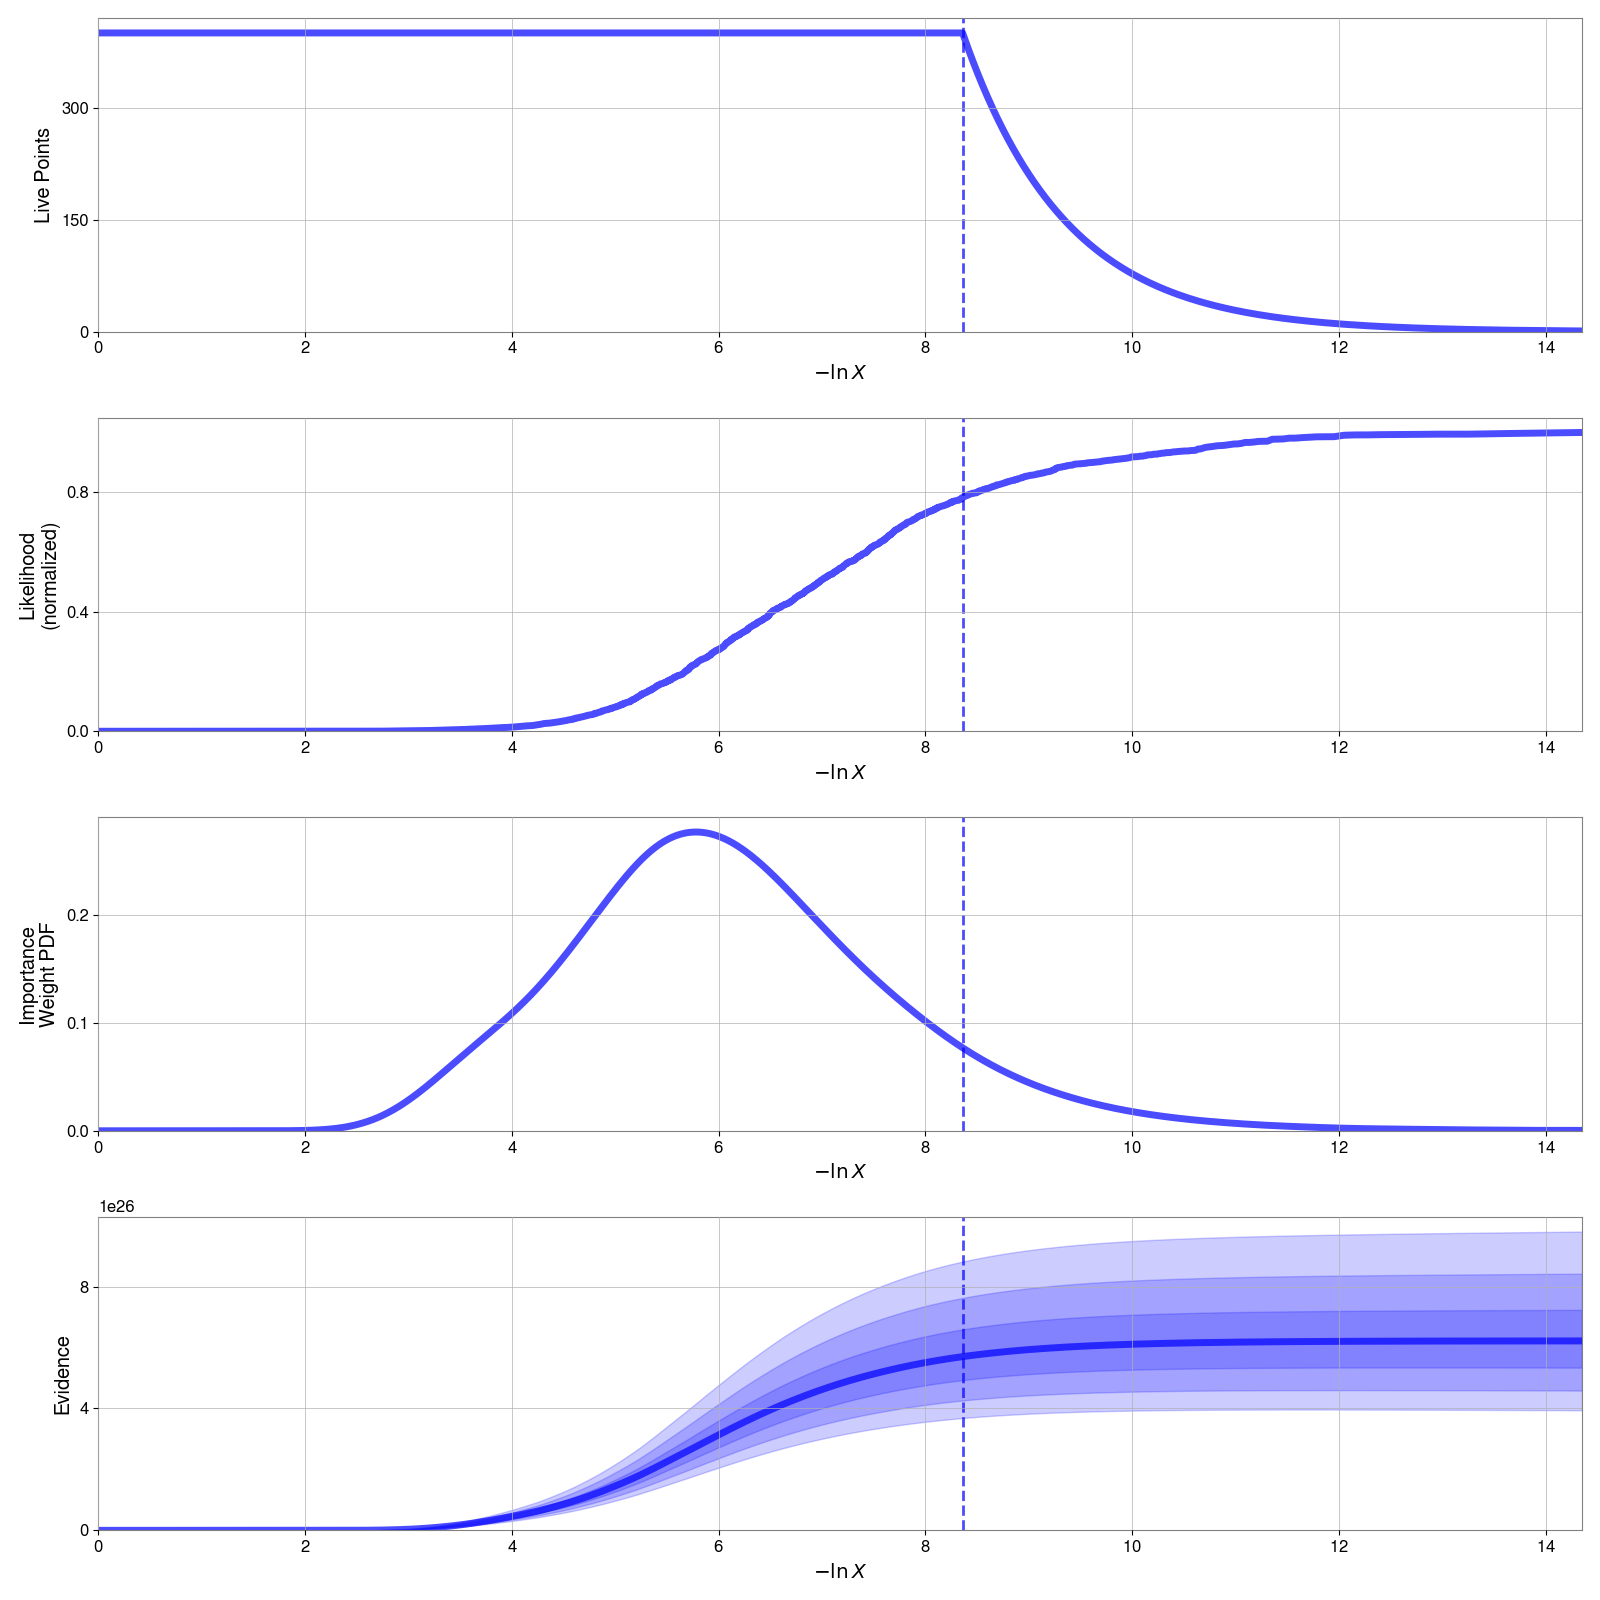 300
150
0
Live Points
0 2 4 6 8 10 12 14
−ln X
0.8
0.4
0.0
Likelihood
(normalized)
0 2 4 6 8 10 12 14
−ln X
0.2
0.1
0.0
Importance
Weight PDF
0 2 4 6 8 10 12 14
−ln X
1e26
8
4
0
Evidence
0 2 4 6 8 10 12 14
−ln X